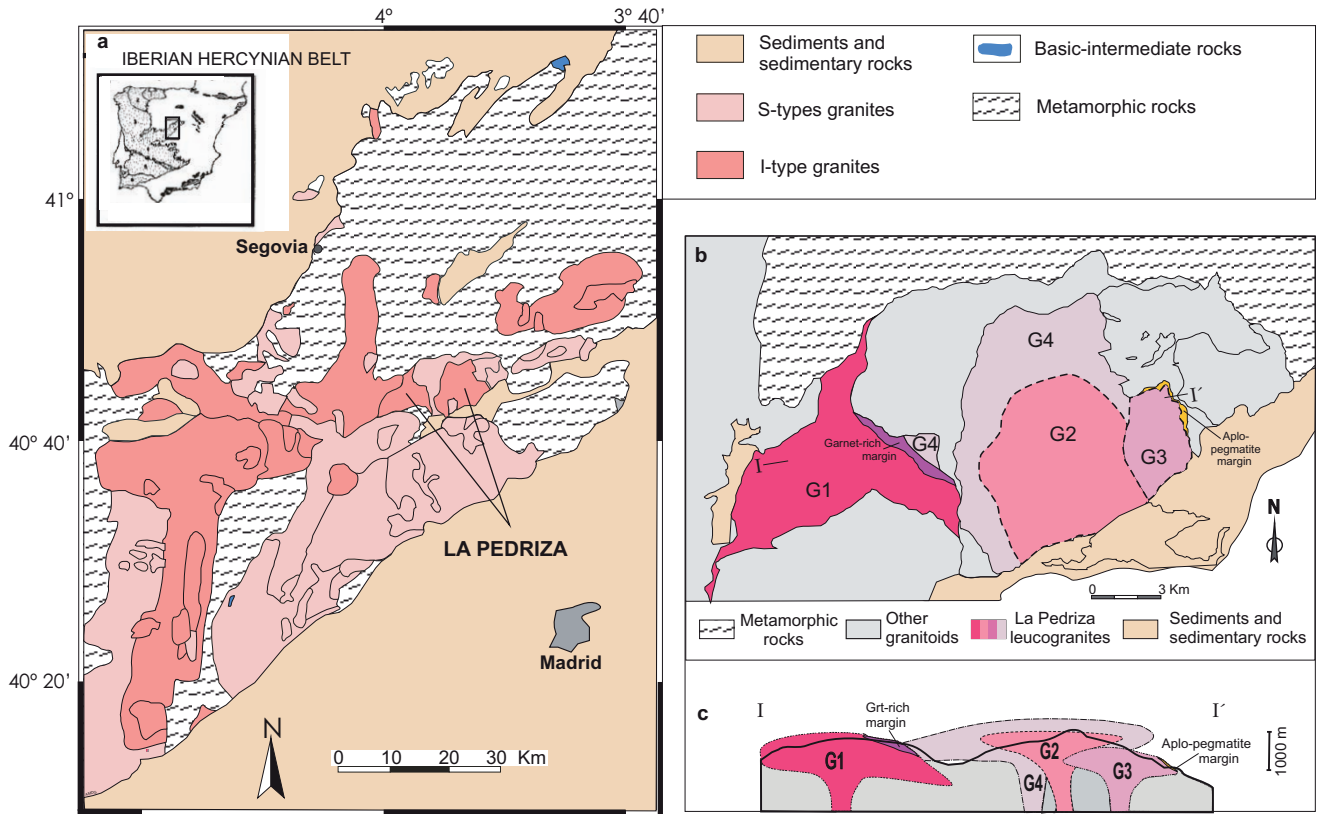 4°
3° 40'
a
IBERIAN HERCYNIAN BELT
41°
Segovia
40° 40'
LA PEDRIZA
Madrid
40° 20'
N
0 10 20 30 Km
Sediments and
sedimentary rocks
S-types granites
I-type granites
Basic-intermediate rocks
Metamorphic rocks
b
G4
G4
G2
I´
Garnet-rich
margin
I
G1
G3
Aplo-
pegmatite
margin
N
0 3 Km
Metamorphic
rocks
Other
granitoids
La Pedriza
leucogranites
Sediments and
sedimentary rocks
c
I
Grt-rich
margin
I´
G1
G2
G4
G3
Aplo-pegmatite
margin
1000 m